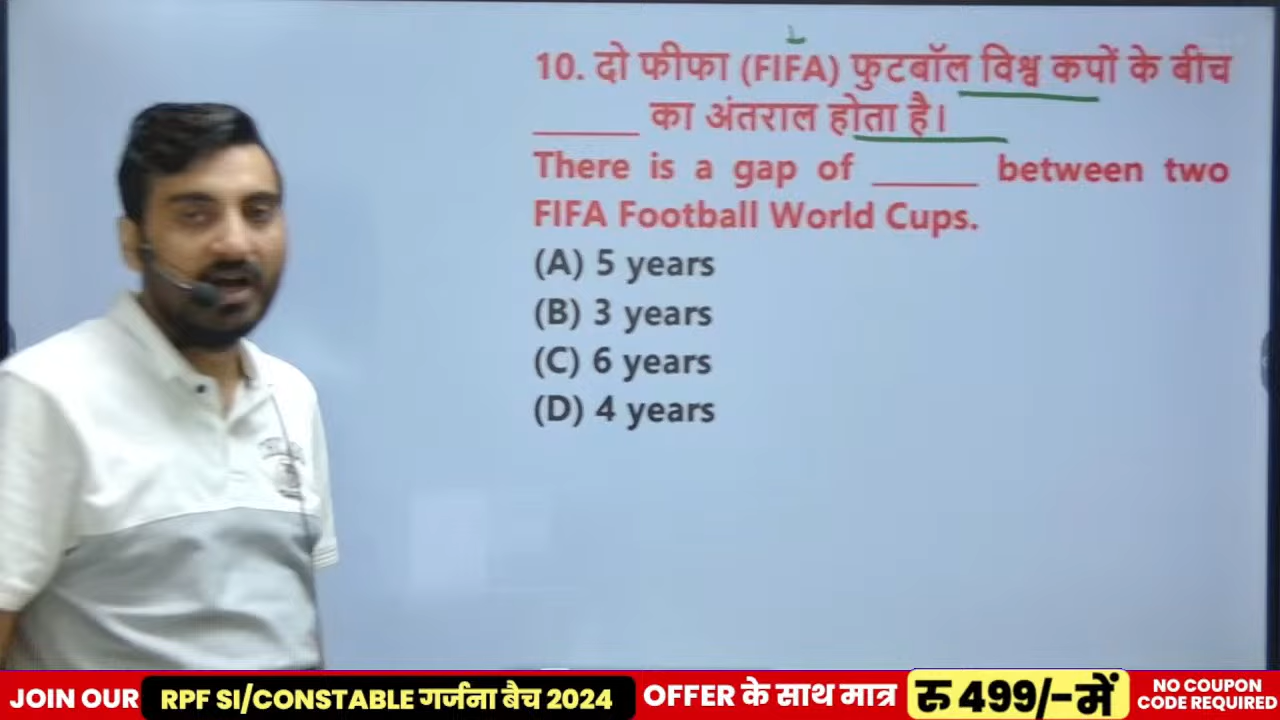 10. दो फीफा (FIFA) फुटबॉल विश्व कपों के बीच
______ का अंतराल होता है।
There is a gap of ______ between two
FIFA Football World Cups.
(A) 5 years
(B) 3 years
(C) 6 years
(D) 4 years
JOIN OUR RPF SI/CONSTABLE गर्जना बैच 2024 OFFER के साथ मात्र रु 499/-में NO COUPON
CODE REQUIRED